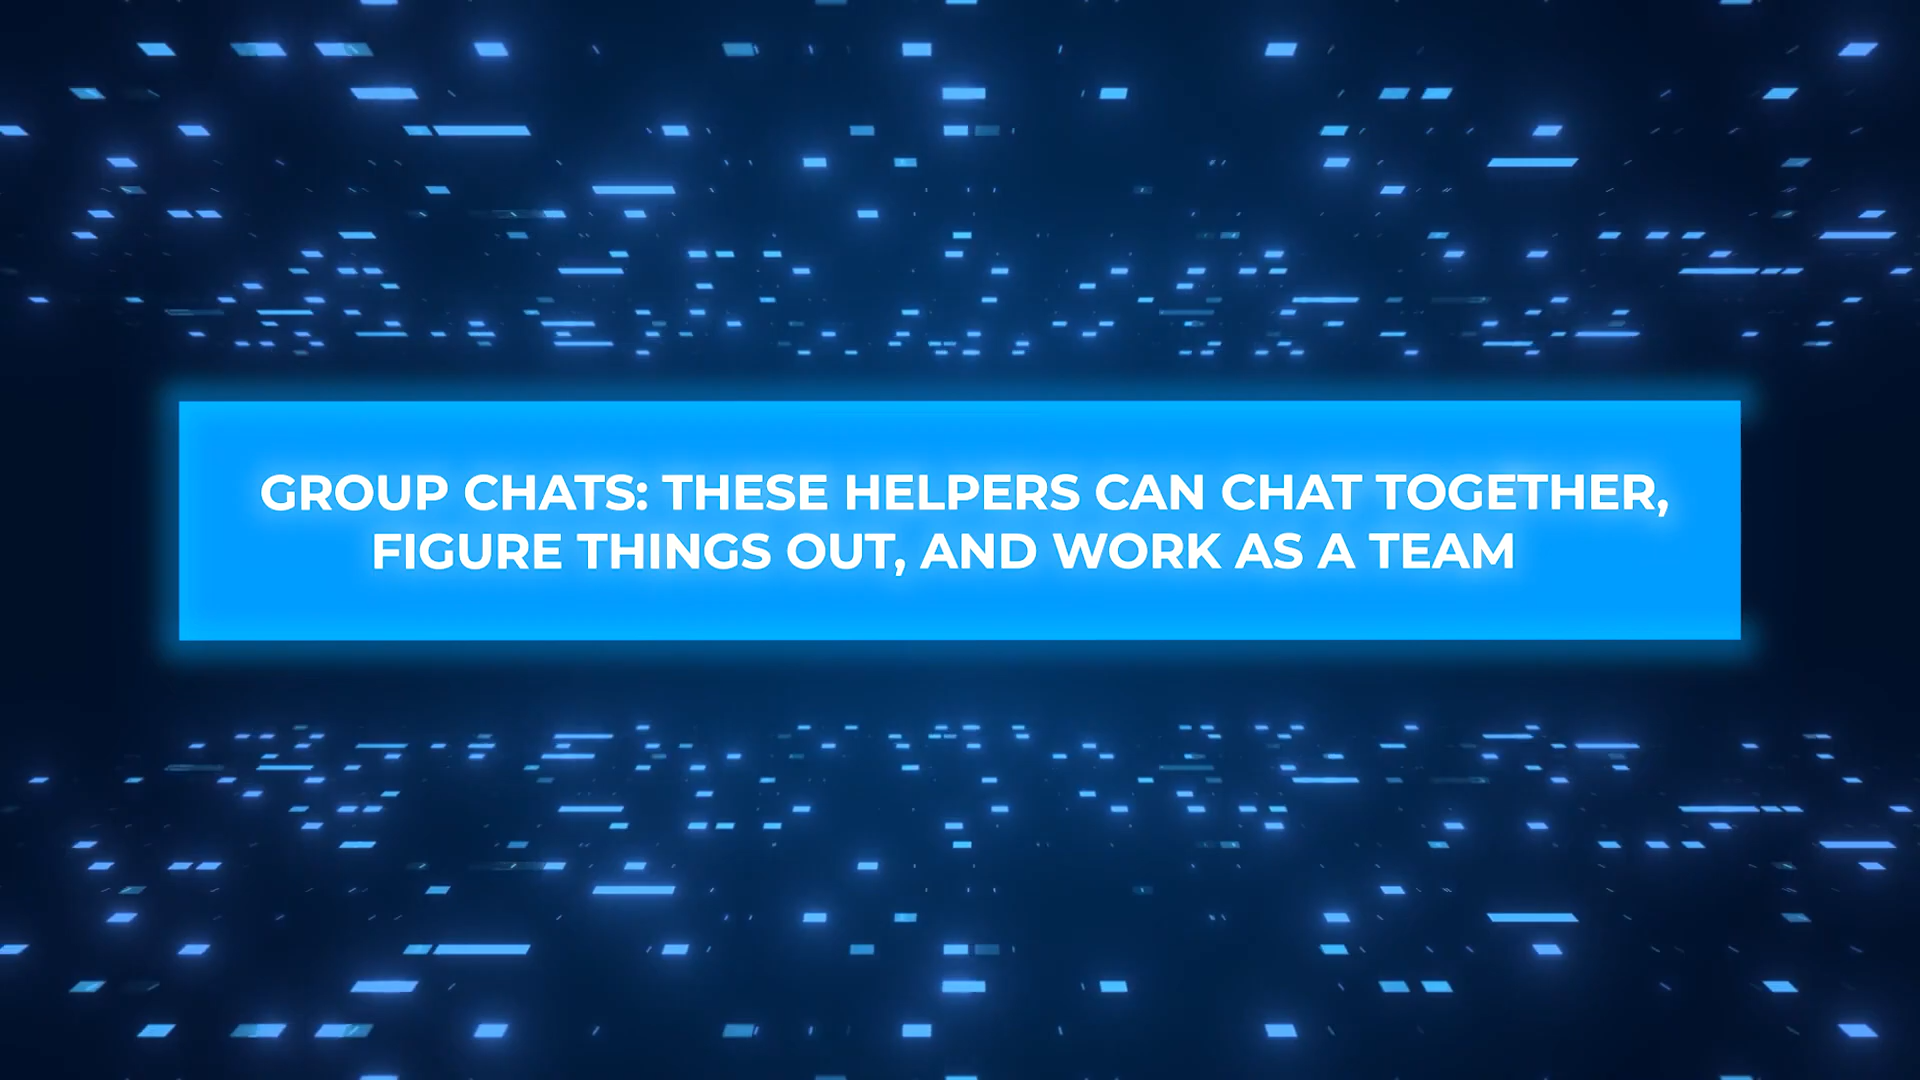 GROUP CHATS: THESE HELPERS CAN CHAT TOGETHER,
FIGURE THINGS OUT, AND WORK AS A TEAM